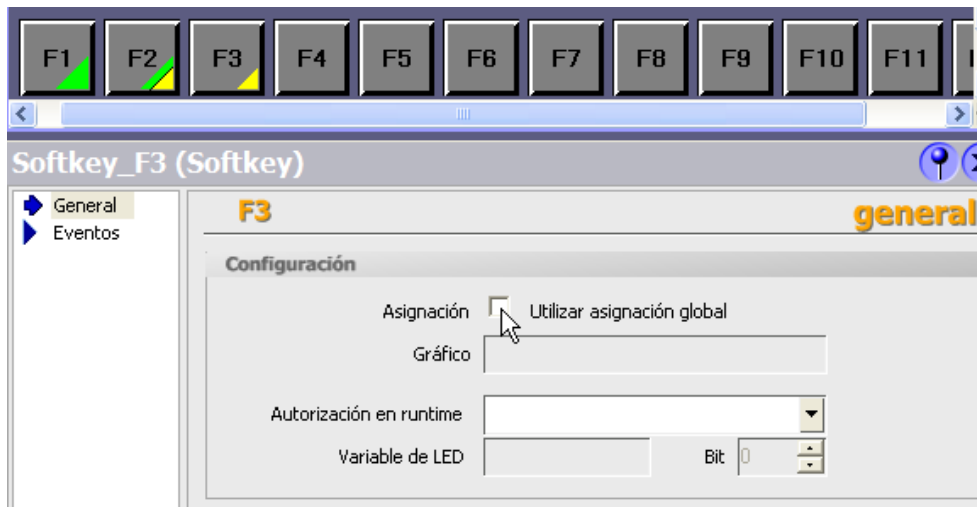 F1 F2 F3 F4 F5 F6 F7 F8 F9 F10 F11
Softkey_F3 (Softkey)
General
Eventos
F3 general
Configuración
Asignación Utilizar asignación global
Gráfico
Autorización en runtime
Variable de LED Bit 0